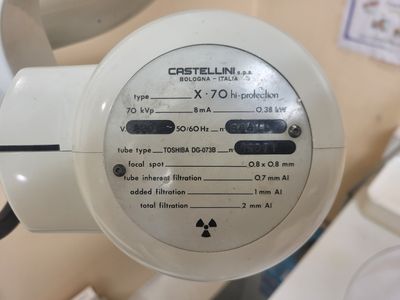 CASTELLINI s.p.a.
BOLOGNA - ITALIA
type X-70 hi-protection
70 kVp 8mA 0.38 kW
V. 50/60 Hz n.
tube type TOSHIBA DG-073B n.
focal spot 0,8 x 0,8 mm
tube inherent filtration 0,7 mm Al
added filtration 1 mm Al
total filtration 2 mm Al